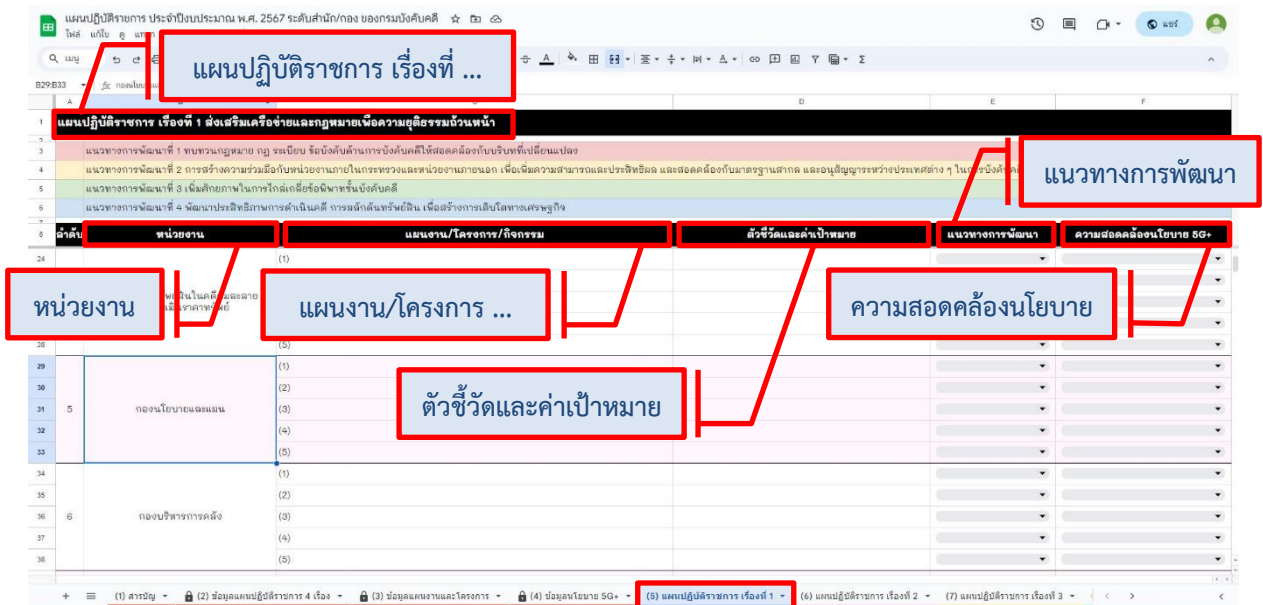 แผนปฏิบัติราชการ ประจำปีงบประมาณ พ.ศ. 2567 ระดับสำนัก/กอง ของกรมบังคับคดี
ไฟล์ แก้ไข ดู
แชร์
เมนู
แผนปฏิบัติราชการ เรื่องที่ ...
B29:B33
A D E F
1 แผนปฏิบัติราชการ เรื่องที่ 1 ส่งเสริมเครือข่ายและกฎหมายเพื่อความยุติธรรมถ้วนหน้า
3 แนวทางการพัฒนาที่ 1 ทบทวนกฎหมาย กฎ ระเบียบ ข้อบังคับด้านการบังคับคดีให้สอดคล้องกับบริบทที่เปลี่ยนแปลง
4 แนวทางการพัฒนาที่ 2 การสร้างความร่วมมือกับหน่วยงานภายในกระทรวงและหน่วยงานภายนอก เพื่อเพิ่มความสามารถและประสิทธิผล และสอดคล้องกับมาตรฐานสากล และอนุสัญญาระหว่างประเทศต่าง ๆ
แนวทางการพัฒนา
5 แนวทางการพัฒนาที่ 3 เพิ่มศักยภาพในการไกล่เกลี่ยข้อพิพาทชั้นบังคับคดี
6 แนวทางการพัฒนาที่ 4 พัฒนาประสิทธิภาพการดำเนินคดี การผลักดันทรัพย์สิน เพื่อสร้างการเติบโตทางเศรษฐกิจ
8 ลำดับ หน่วยงาน แผนงาน/โครงการ/กิจกรรม ตัวชี้วัดและค่าเป้าหมาย แนวทางการพัฒนา ความสอดคล้องนโยบาย 5G+
24 (1)
หน่วยงาน
แผนงาน/โครงการ ...
ความสอดคล้องนโยบาย
28 (5)
29 (1)
30 (2)
31 5 กองนโยบายและแผน (3)
32 (4)
33 (5)
ตัวชี้วัดและค่าเป้าหมาย
34 (1)
35 (2)
36 6 กองบริหารการคลัง (3)
37 (4)
38 (5)
(1) สารบัญ (2) ข้อมูลแผนปฏิบัติราชการ 4 เรื่อง (3) ข้อมูลแผนงานและโครงการ (4) ข้อมูลนโยบาย 5G+ (5) แผนปฏิบัติราชการ เรื่องที่ 1 (6) แผนปฏิบัติราชการ เรื่องที่ 2 (7) แผนปฏิบัติราชการ เรื่องที่ 3